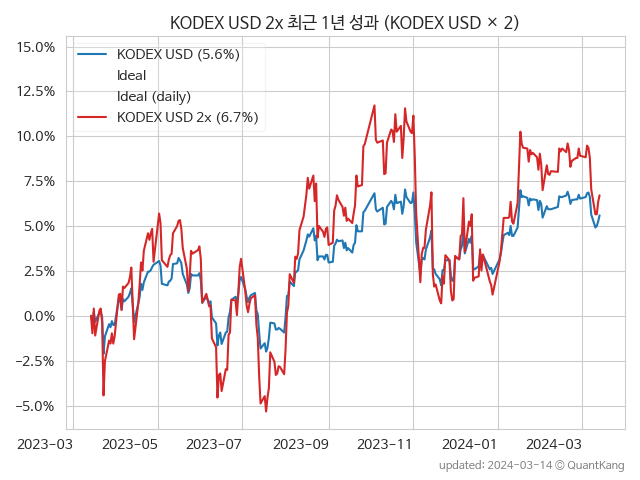 KODEX USD 2x 최근 1년 성과 (KODEX USD × 2)
15.0%
12.5%
10.0%
7.5%
5.0%
2.5%
0.0%
−2.5%
−5.0%
KODEX USD (5.6%)
Ideal
Ideal (daily)
KODEX USD 2x (6.7%)
2023-03
2023-05
2023-07
2023-09
2023-11
2024-01
2024-03
updated: 2024-03-14 ⓒ QuantKang